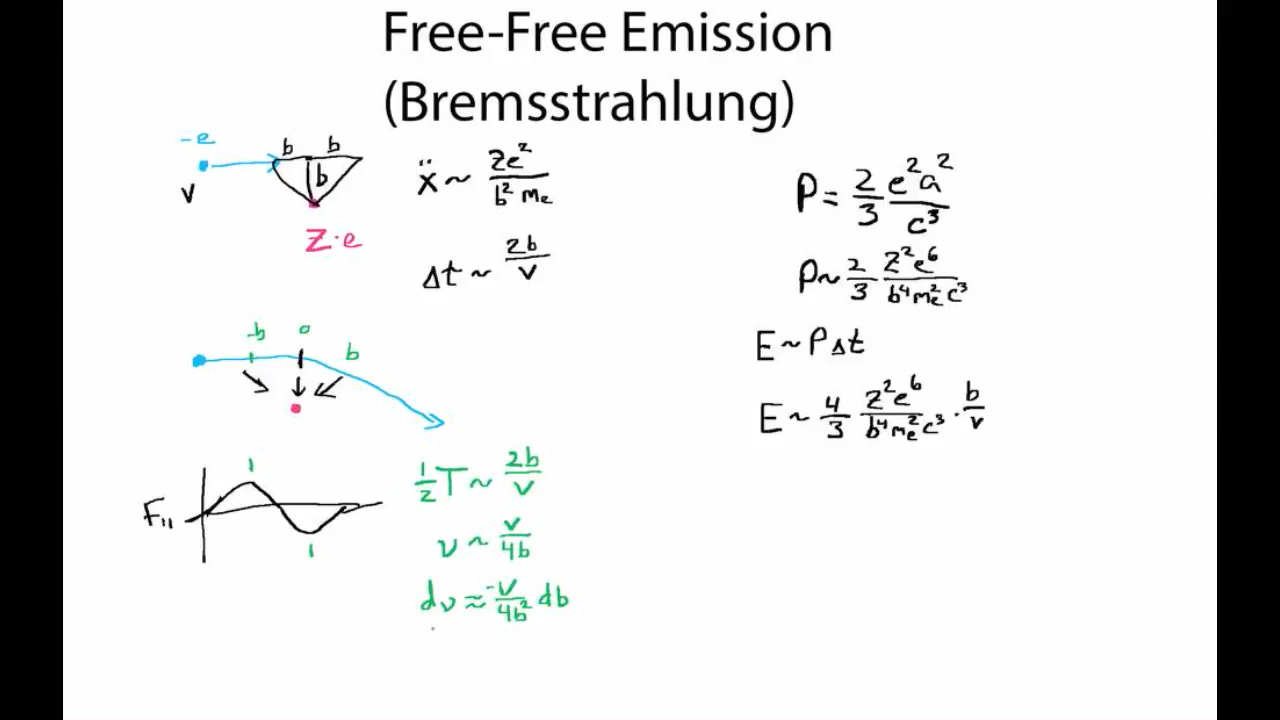 Free-Free Emission
(Bremsstrahlung)
-e
b b
b
v
Z·e
ẍ ~ Ze²/(b² mₑ)
Δt ~ 2b/v
P = 2/3 e²a²/c³
P ~ 2/3 Z²e⁶/(b⁴mₑ²c³)
E ~ PΔt
E ~ 4/3 Z²e⁶/(b⁴mₑ²c³) · b/v
-b 0 b
F₁₁
1
1
1/2 T ~ 2b/v
ν ~ v/4b
dν ≈ -v/4b² db